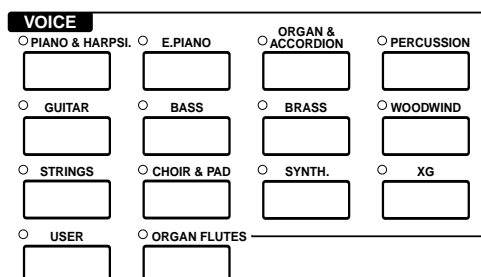 VOICE
PIANO & HARPSI.
E.PIANO
ORGAN &
ACCORDION
PERCUSSION
GUITAR
BASS
BRASS
WOODWIND
STRINGS
CHOIR & PAD
SYNTH.
XG
USER
ORGAN FLUTES